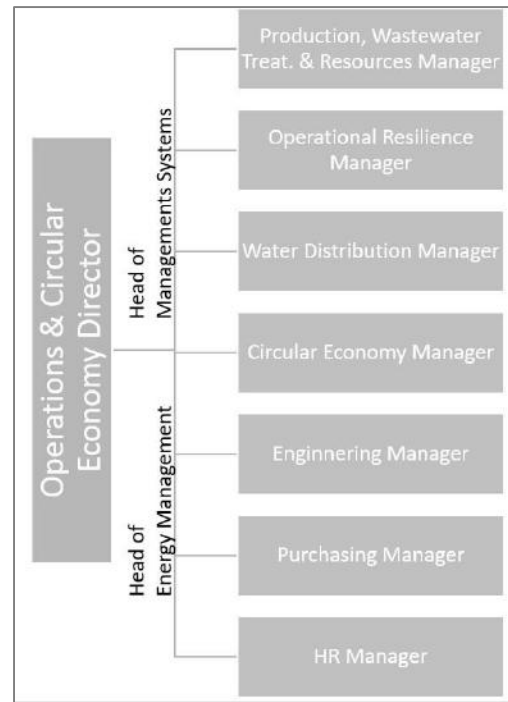 Operations & Circular
Economy Director
Head of
Managements Systems
Head of
Energy Management
Production, Wastewater
Treat. & Resources Manager
Operational Resilience
Manager
Water Distribution Manager
Circular Economy Manager
Enginnering Manager
Purchasing Manager
HR Manager